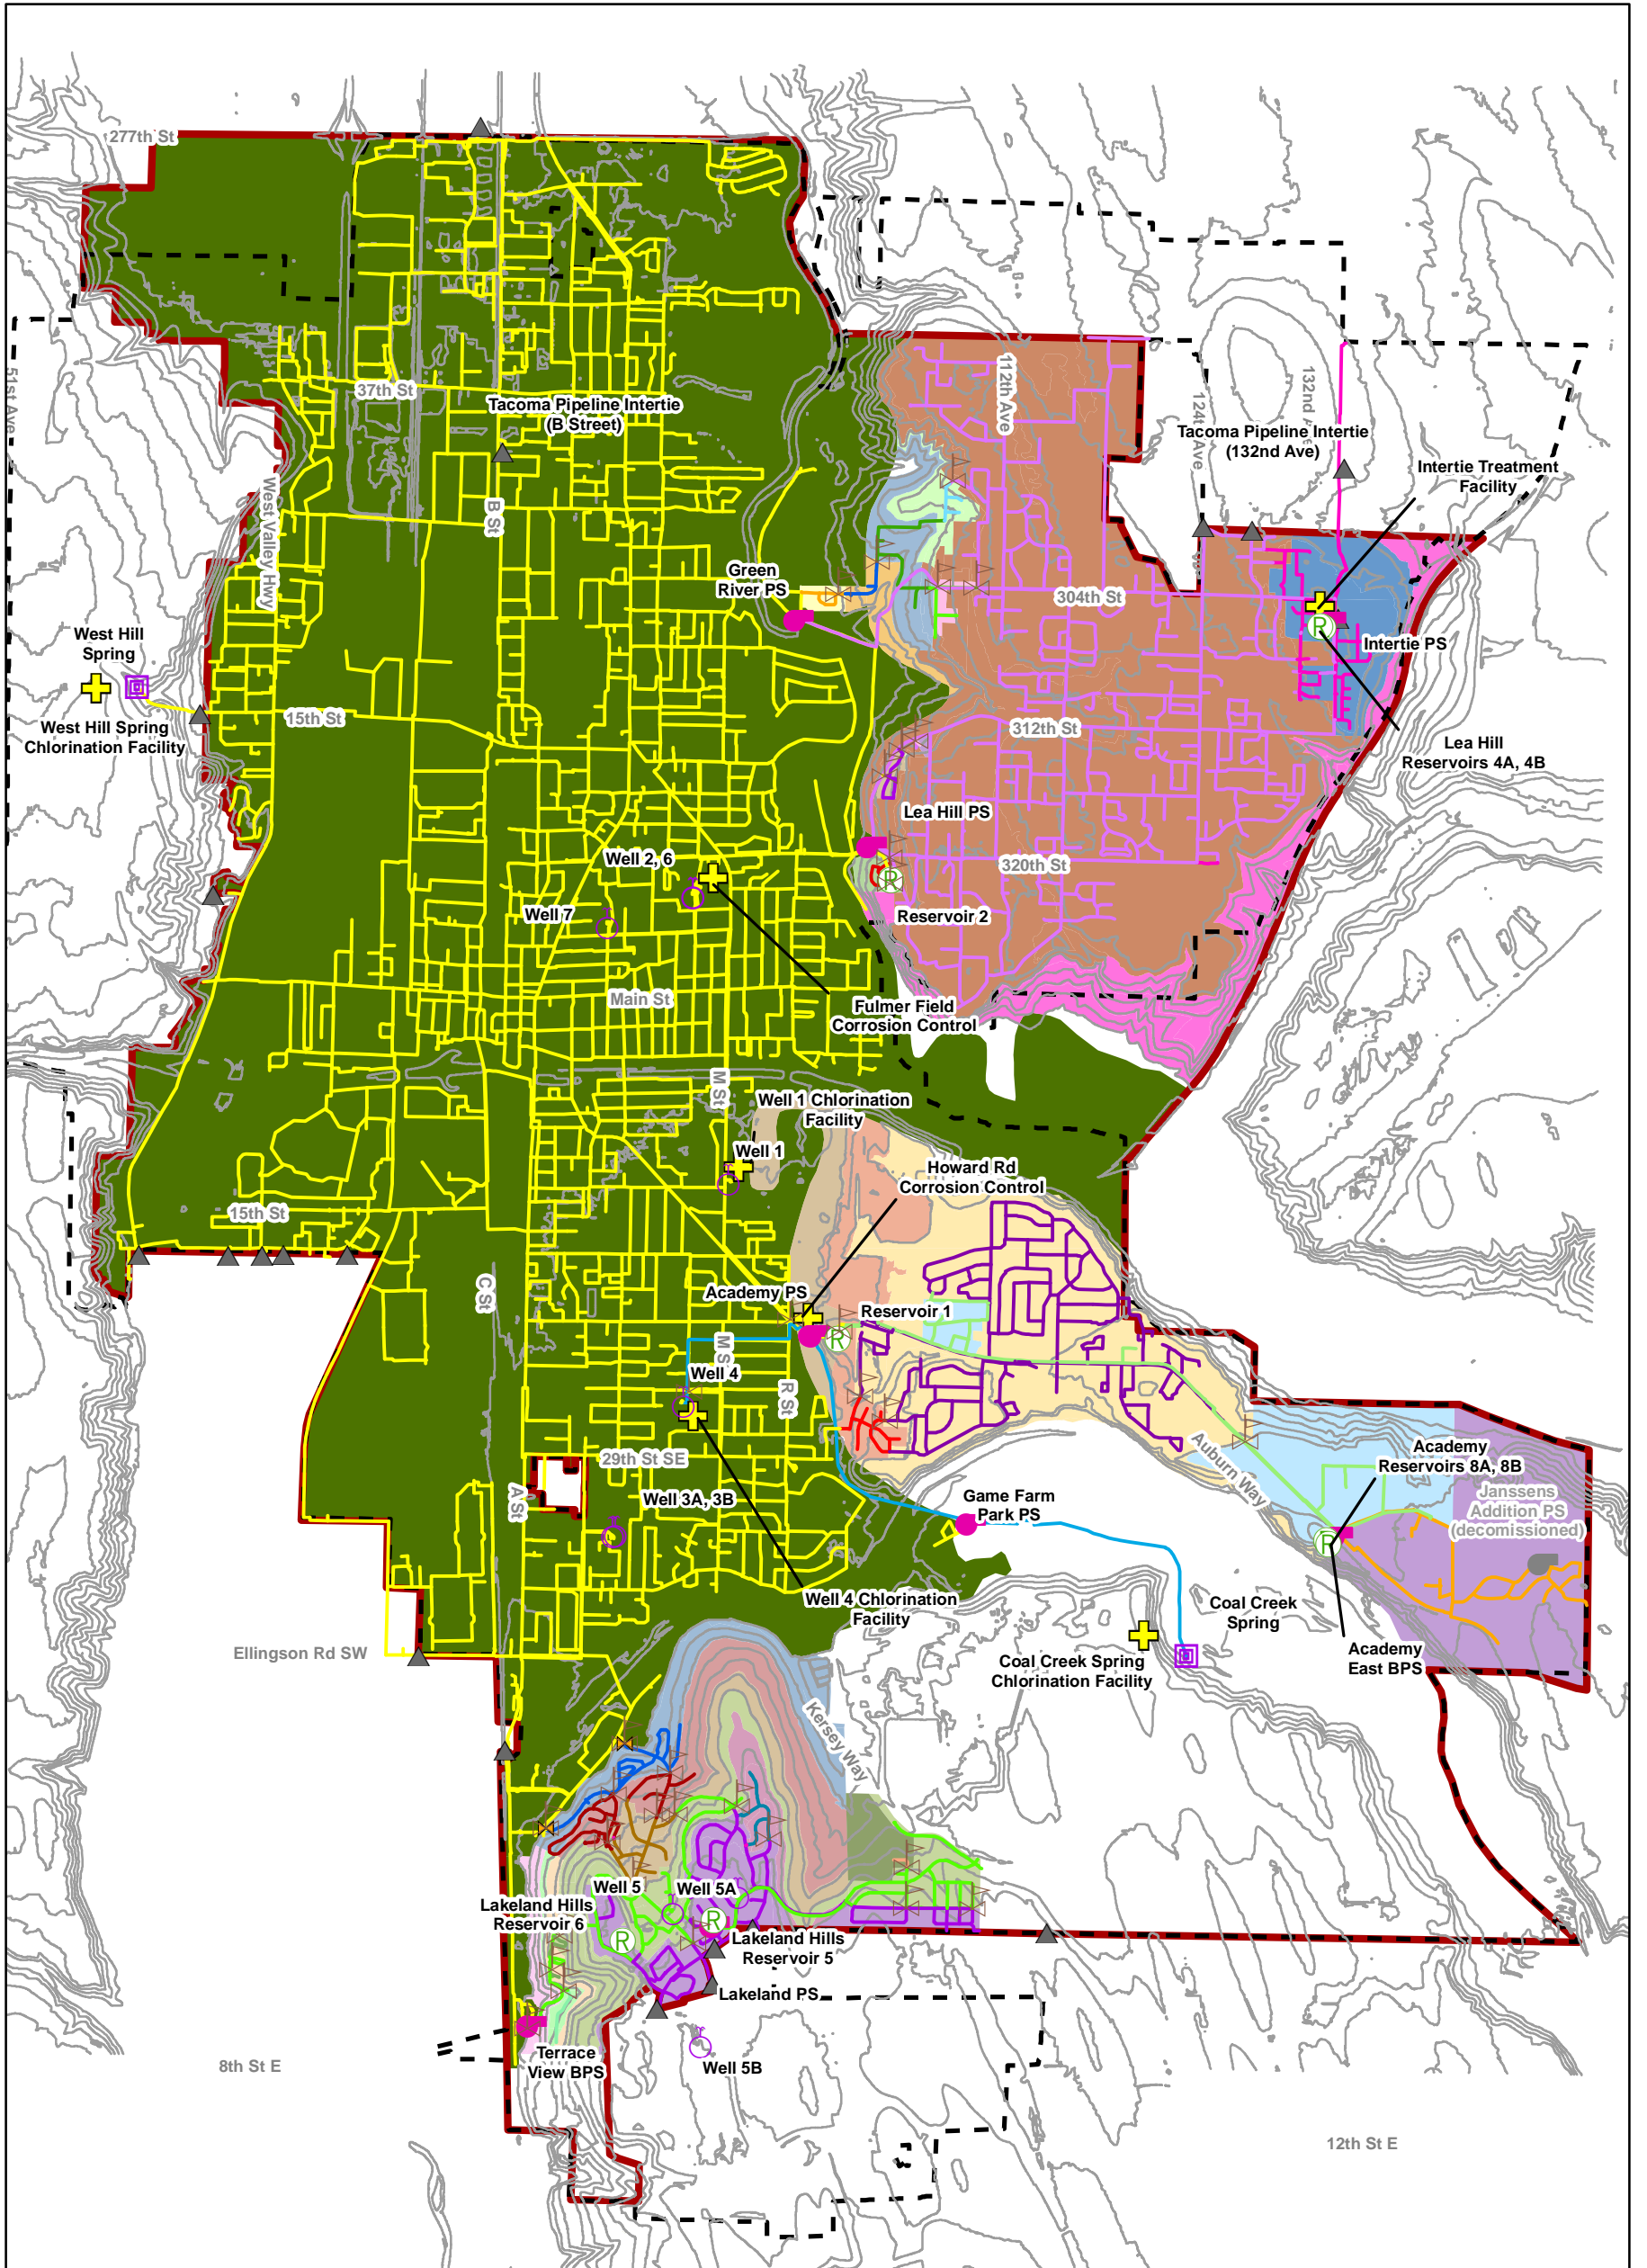 277th St
51st Ave
37th St
Tacoma Pipeline Intertie
(B Street)
112th Ave
124th Ave
Tacoma Pipeline Intertie
(132nd Ave)
Intertie Treatment
Facility
West Valley Hwy
B St
Green
River PS
304th St
Intertie PS
West Hill
Spring
West Hill Spring
Chlorination Facility
15th St
312th St
Lea Hill
Reservoirs 4A, 4B
Lea Hill PS
Well 2, 6
320th St
R
R
Well 7
Reservoir 2
Main St
Fulmer Field
Corrosion Control
M St
Well 1 Chlorination
Facility
Well 1
Howard Rd
Corrosion Control
15th St
C St
Academy PS
Reservoir 1
R
Well 4
R St
29th St SE
A St
Well 3A, 3B
Auburn Way
Academy
Reservoirs 8A, 8B
Game Farm
Park PS
Janssens
Addition PS
(decomissioned)
R
Well 4 Chlorination
Facility
Coal Creek
Spring
Ellingson Rd SW
Coal Creek Spring
Chlorination Facility
Academy
East BPS
Kersey Way
Well 5
Well 5A
Lakeland Hills
Reservoir 6
R
R
Lakeland Hills
Reservoir 5
Lakeland PS
Terrace
View BPS
Well 5B
8th St E
12th St E